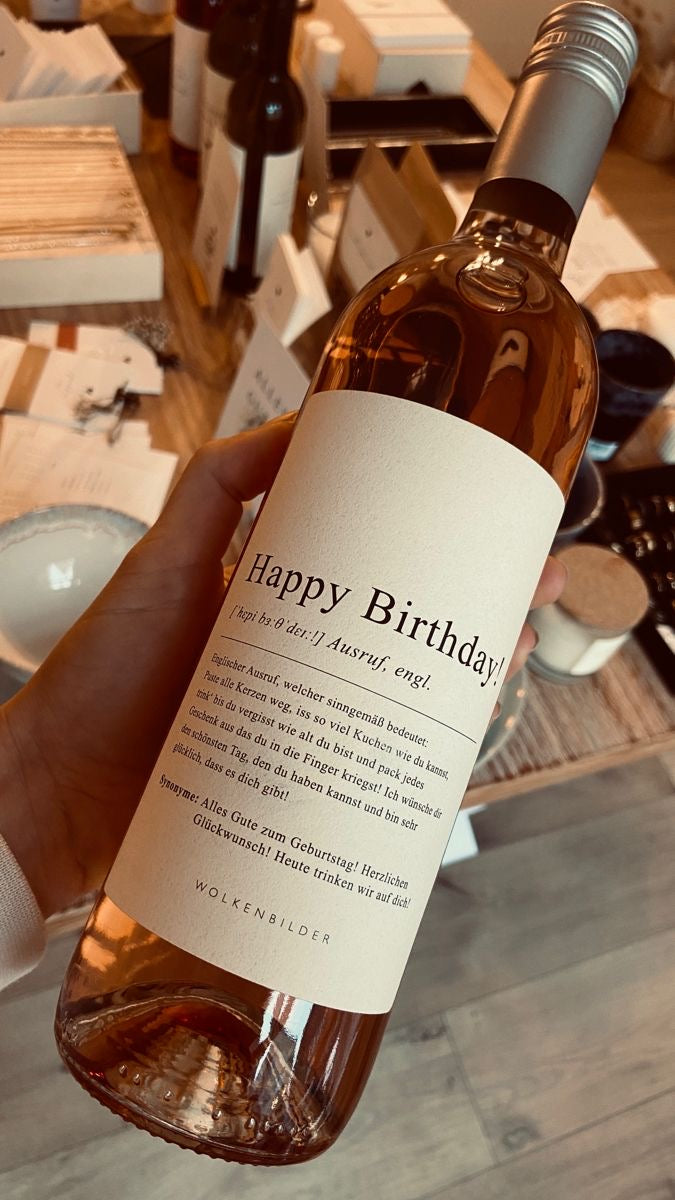 Happy Birthday!
[ˈhɛpi bɜːθˈdɛɪ:!] Ausruf, engl.
Englischer Ausruf, welcher sinngemäß bedeutet:
Puste alle Kerzen weg, iss so viel Kuchen wie du kannst,
trink' bis du vergisst wie alt du bist und pack jedes
Geschenk aus das du in die Finger kriegst! Ich wünsche dir
den schönsten Tag, den du haben kannst und bin sehr
glücklich, dass es dich gibt!
Synonyme: Alles Gute zum Geburtstag! Herzlichen
Glückwunsch! Heute trinken wir auf dich!
WOLKENBILDER